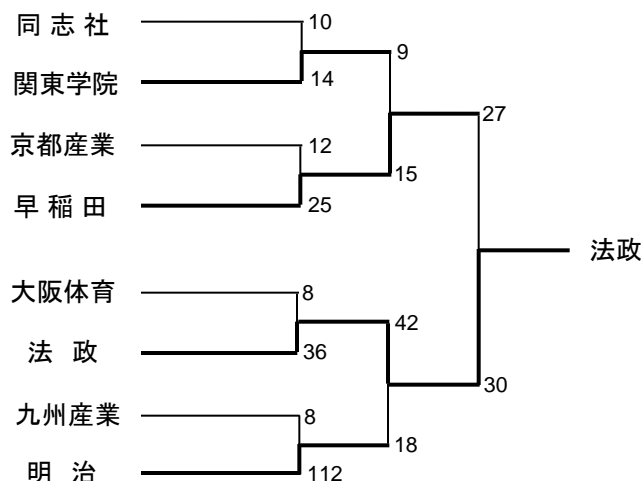 同志社 10
9
関東学院 14
27
京都産業 12
15
早稲田 25
法政
大阪体育 8
42
法政 36
30
九州産業 8
18
明治 112